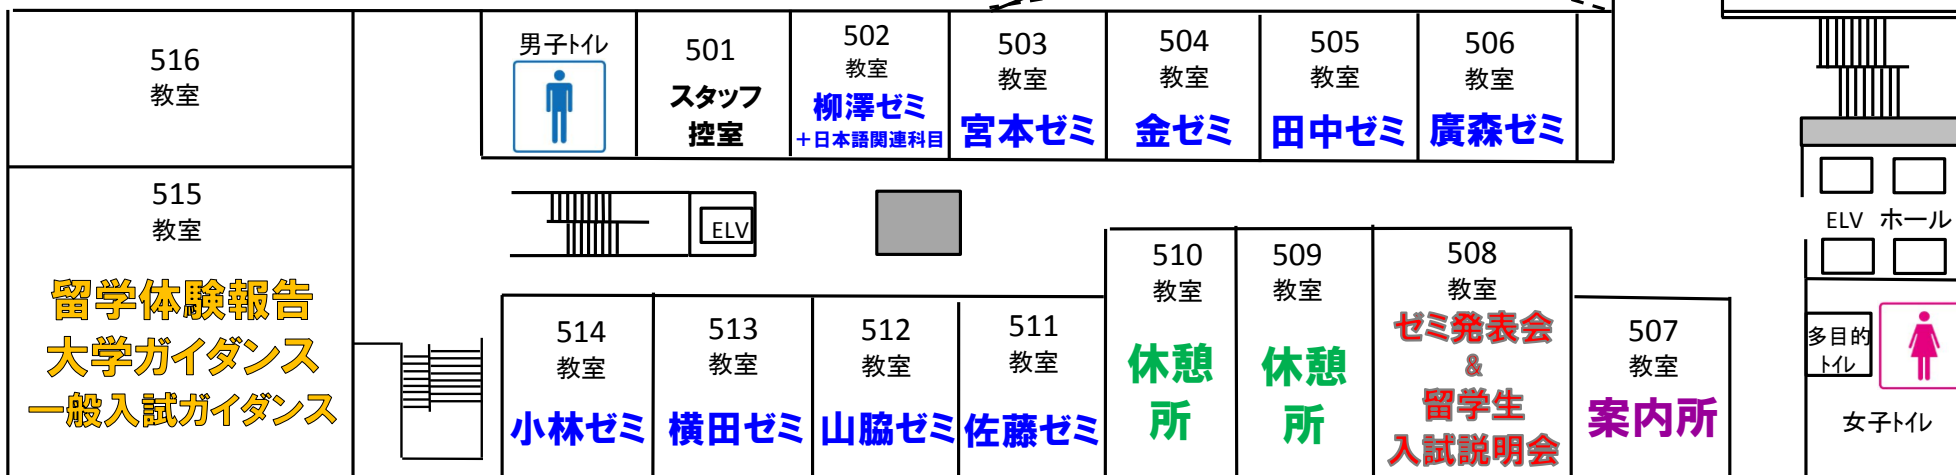 516
教室
男子トイレ
501
スタッフ
控室
502
教室
柳澤ゼミ
+日本語関連科目
503
教室
宮本ゼミ
504
教室
金ゼミ
505
教室
田中ゼミ
506
教室
廣森ゼミ
515
教室
留学体験報告
大学ガイダンス
一般入試ガイダンス
ELV
ELV ホール
514
教室
小林ゼミ
513
教室
横田ゼミ
512
教室
山脇ゼミ
511
教室
佐藤ゼミ
510
教室
休憩
所
509
教室
休憩
所
508
教室
ゼミ発表会
&
留学生
入試説明会
507
教室
案内所
多目的
トイレ
女子トイレ